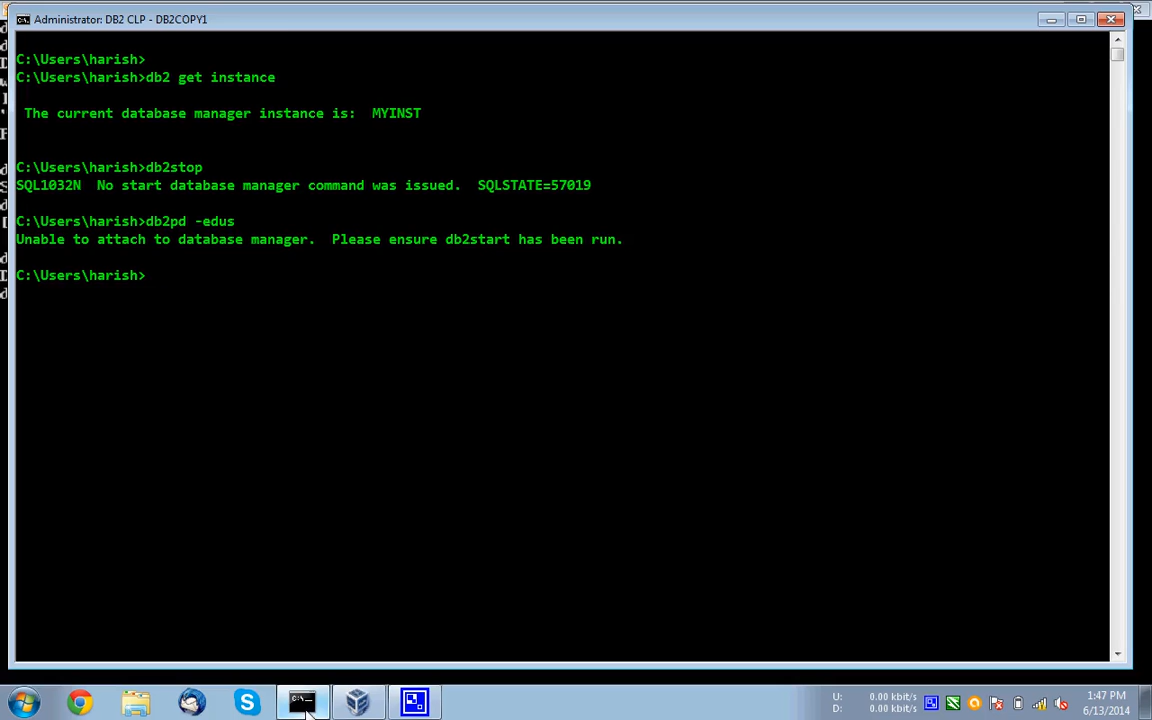 Administrator: DB2 CLP - DB2COPY1
C:\Users\harish>
C:\Users\harish>db2 get instance
The current database manager instance is:  MYINST
C:\Users\harish>db2stop
SQL1032N  No start database manager command was issued.  SQLSTATE=57019
C:\Users\harish>db2pd -edus
Unable to attach to database manager.  Please ensure db2start has been run.
C:\Users\harish>
U: 0.00 kbit/s
D: 0.00 kbit/s
1:47 PM
6/13/2014